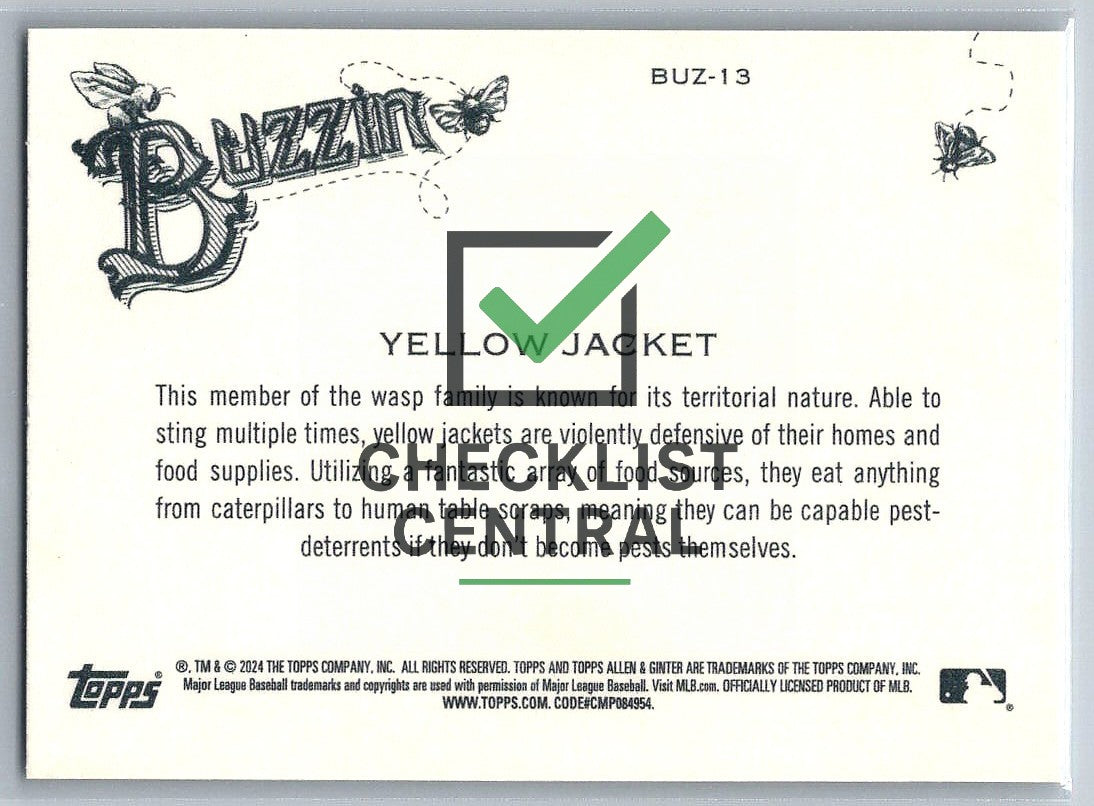 Buzzin
BUZ-13
YELLOW JACKET
This member of the wasp family is known for its territorial nature. Able to
sting multiple times, yellow jackets are violently defensive of their homes and
food supplies. Utilizing a fantastic array of food sources, they eat anything
from caterpillars to human table scraps, meaning they can be capable pest-
deterrents if they don't become pests themselves.
CHECKLIST
CENTRAL
topps®
®, TM & © 2024 THE TOPPS COMPANY, INC. ALL RIGHTS RESERVED. TOPPS AND TOPPS ALLEN & GINTER ARE TRADEMARKS OF THE TOPPS COMPANY, INC.
Major League Baseball trademarks and copyrights are used with permission of Major League Baseball. Visit MLB.com. OFFICIALLY LICENSED PRODUCT OF MLB.
WWW.TOPPS.COM. CODE#CMP084954.
®